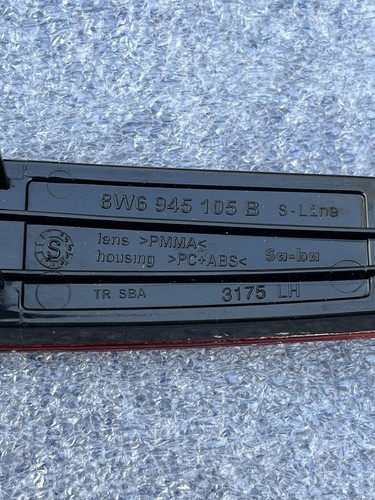 8W6 945 105 B S-Line
lens >PMMA<
housing >PC+ABS< Sa-ba
S
TR SBA 3175 LH